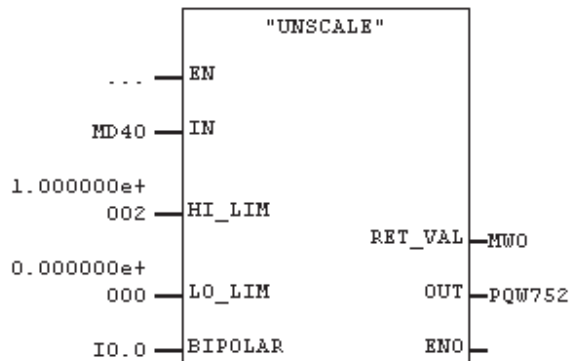 "UNSCALE"
... EN
MD40 IN
1.000000e+
002 HI_LIM
RET_VAL MW0
0.000000e+
000 LO_LIM OUT PQW752
I0.0 BIPOLAR ENO